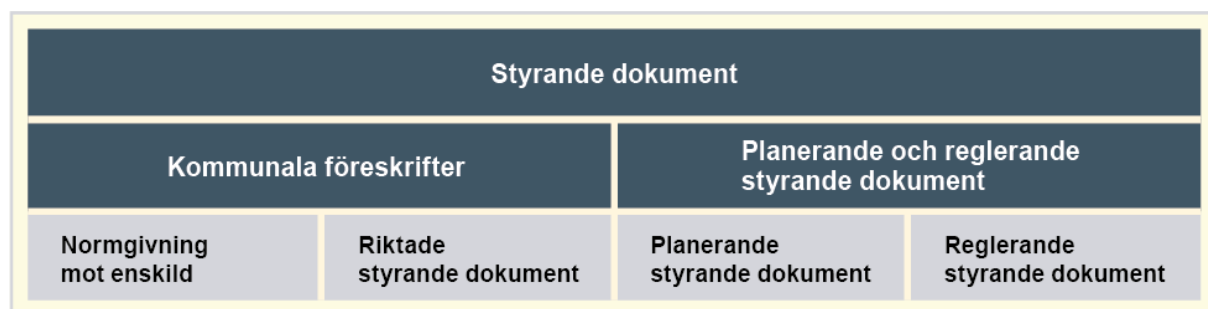 Styrande dokument
Kommunala föreskrifter
Planerande och reglerande
styrande dokument
Normgivning
mot enskild
Riktade
styrande dokument
Planerande
styrande dokument
Reglerande
styrande dokument